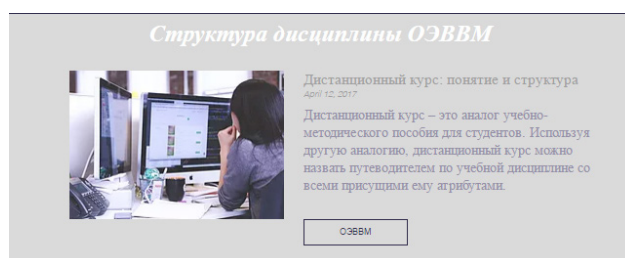 Структура дисциплины ОЭВВМ
Дистанционный курс: понятие и структура
April 12, 2017
Дистанционный курс – это аналог учебно-
методического пособия для студентов. Используя
другую аналогию, дистанционный курс можно
назвать путеводителем по учебной дисциплине со
всеми присущими ему атрибутами.
ОЭВВМ